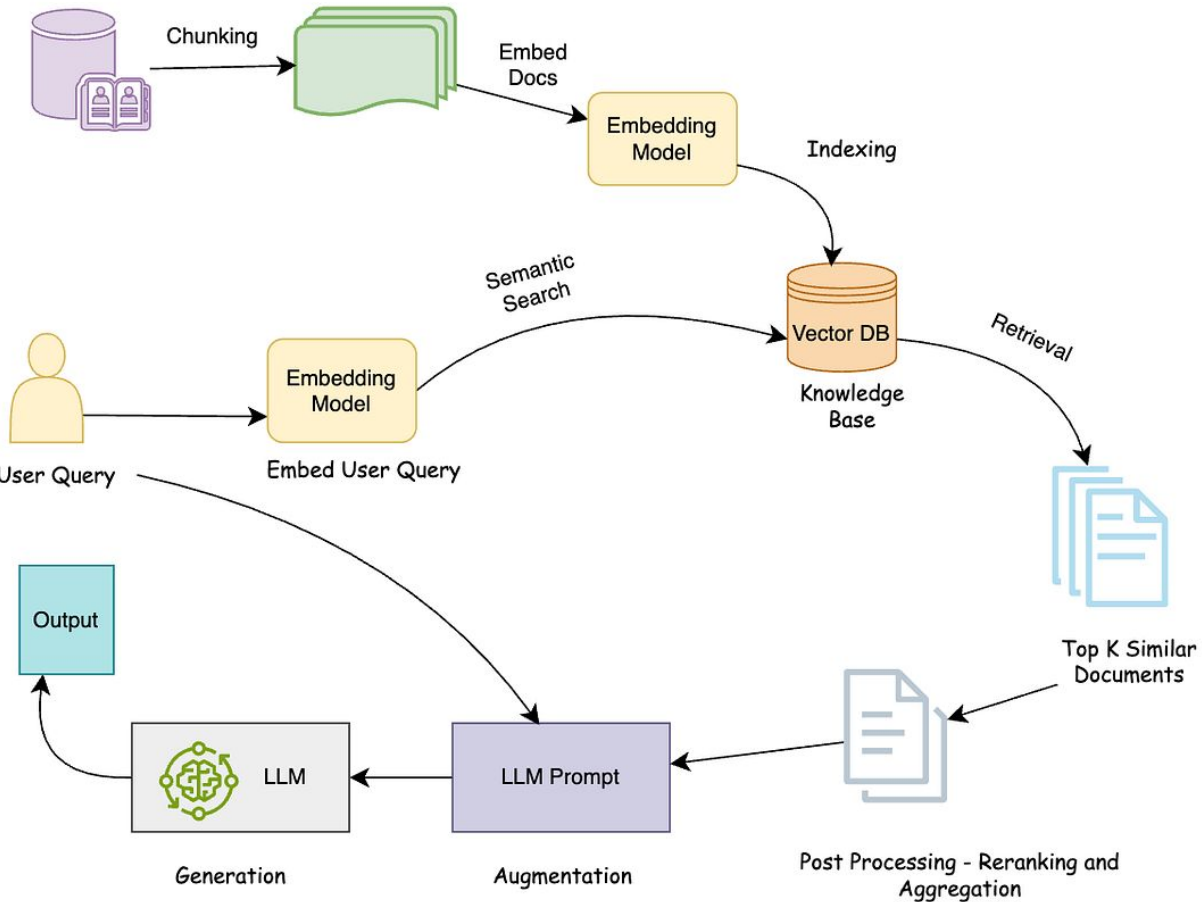 Chunking
Embed
Docs
Embedding
Model
Indexing
Semantic
Search
Vector DB
Knowledge
Base
Retrieval
Embedding
Model
User Query
Embed User Query
Top K Similar
Documents
Output
LLM
LLM Prompt
Generation
Augmentation
Post Processing - Reranking and
Aggregation